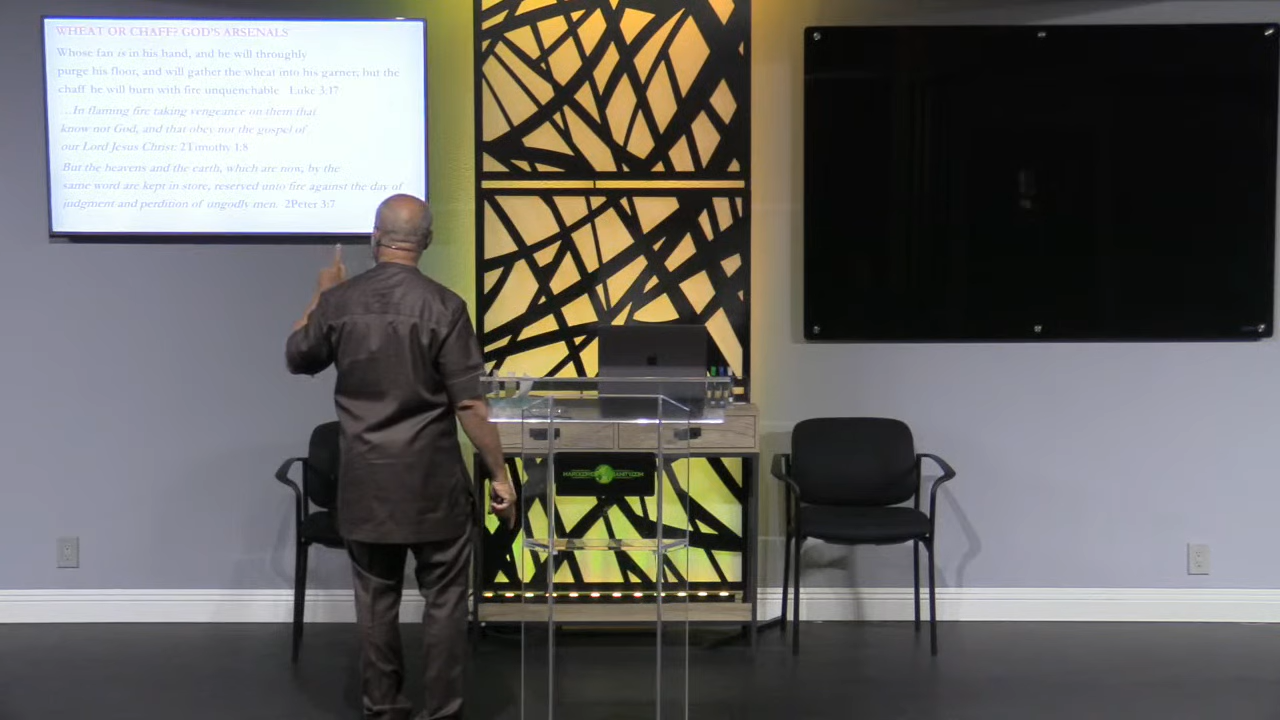 WHEAT OR CHAFF? GOD'S ARSENALS
Whose fan is in his hand, and he will throughly
purge his floor, and will gather the wheat into his garner; but the
chaff he will burn with fire unquenchable Luke 3:17
..In flaming fire taking vengeance on them that
know not God, and that obey not the gospel of
our Lord Jesus Christ: 2Timothy 1:8
But the heavens and the earth, which are now, by the
same word are kept in store, reserved unto fire against the day of
judgment and perdition of ungodly men. 2Peter 3:7